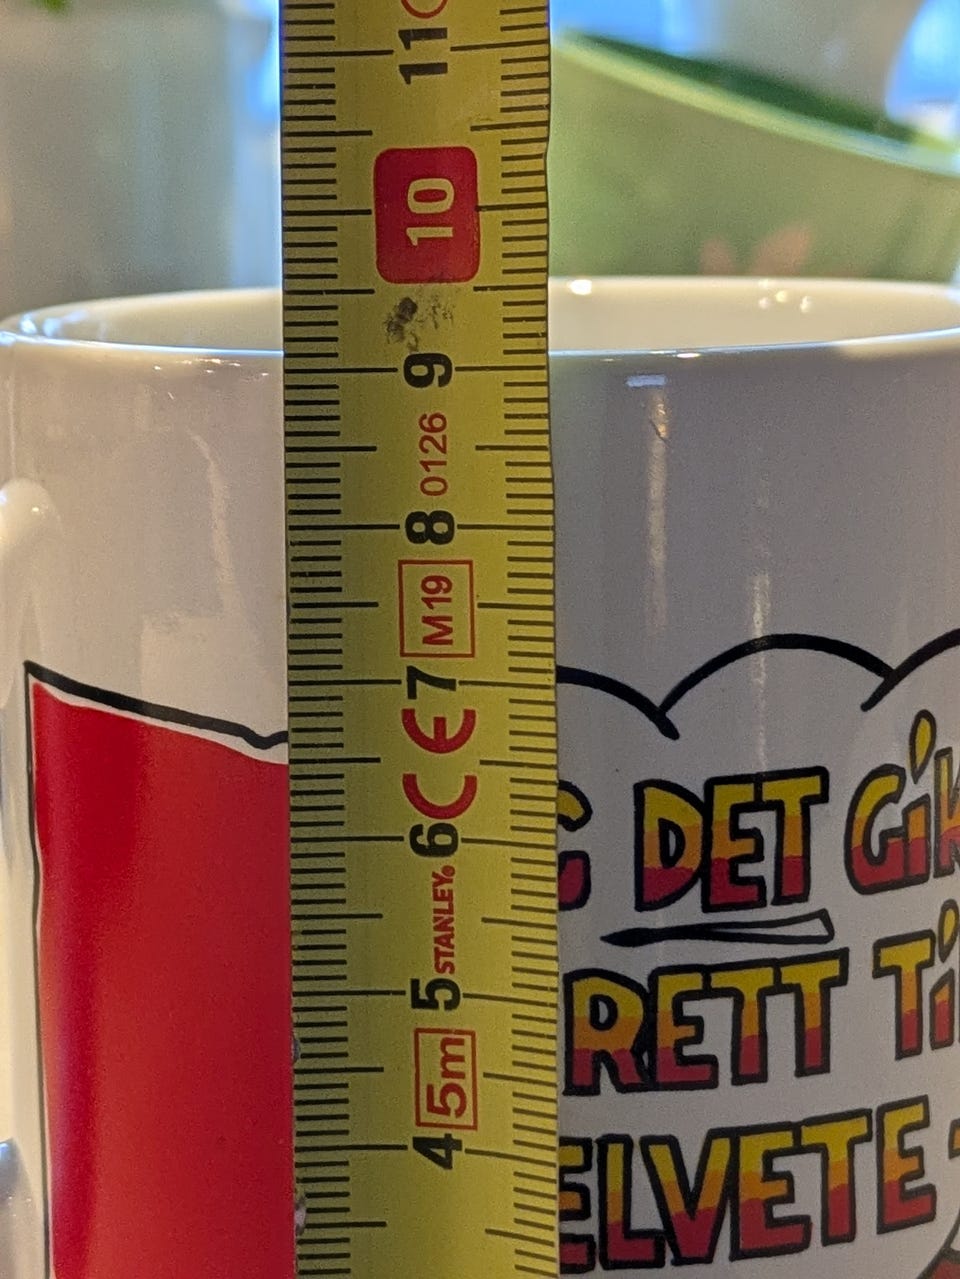 4 5m 5 STANLEY® 6 CE 7 M19 8 0126 9 10 11
G DET GiK
RETT Ti
ELVETE -